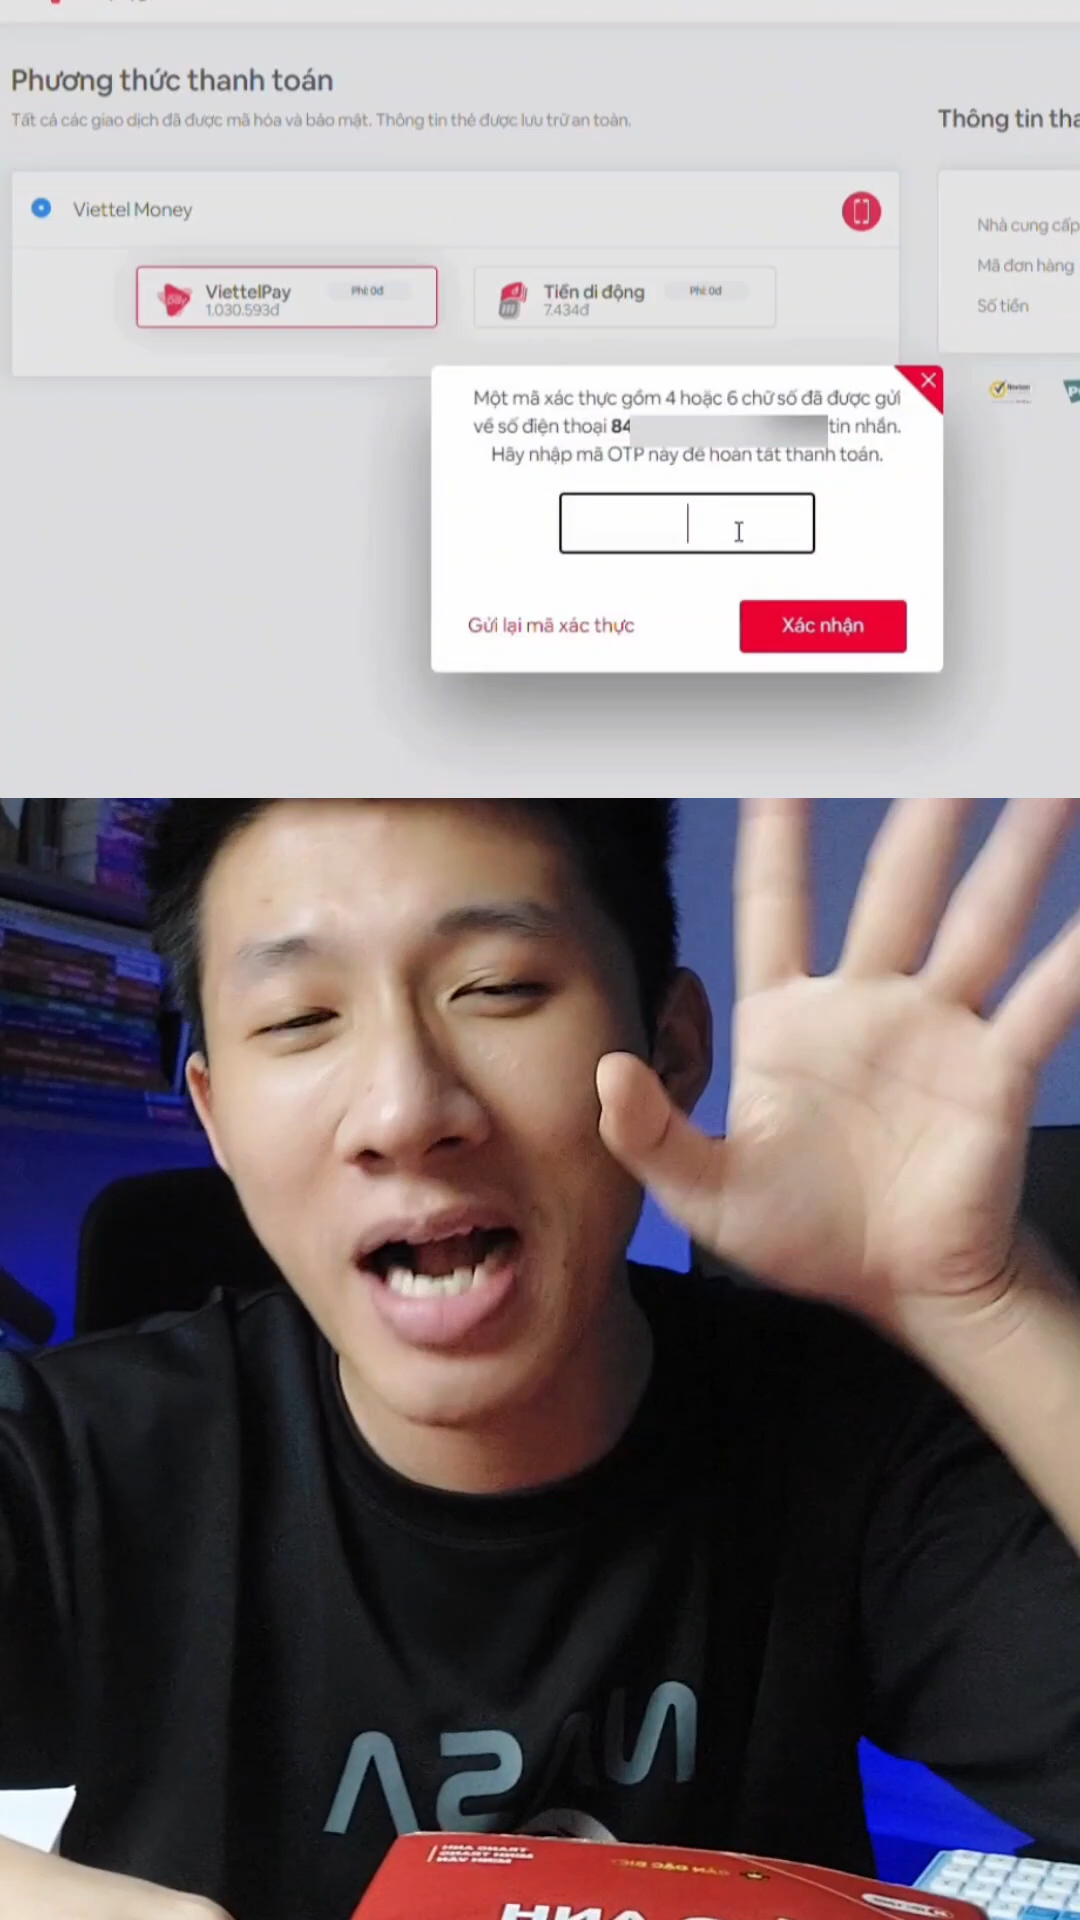 Phương thức thanh toán
Tất cả các giao dịch đã được mã hóa và bảo mật. Thông tin thẻ được lưu trữ an toàn.
Thông tin tha
Viettel Money
Nhà cung cấp
ViettelPay
Phí: 0đ
1.030.593đ
Tiền di động
Phí: 0đ
7.434đ
Mã đơn hàng
Số tiền
Norton
Một mã xác thực gồm 4 hoặc 6 chữ số đã được gửi
về số điện thoại 84 tin nhắn.
Hãy nhập mã OTP này để hoàn tất thanh toán.
Gửi lại mã xác thực
Xác nhận
NASA